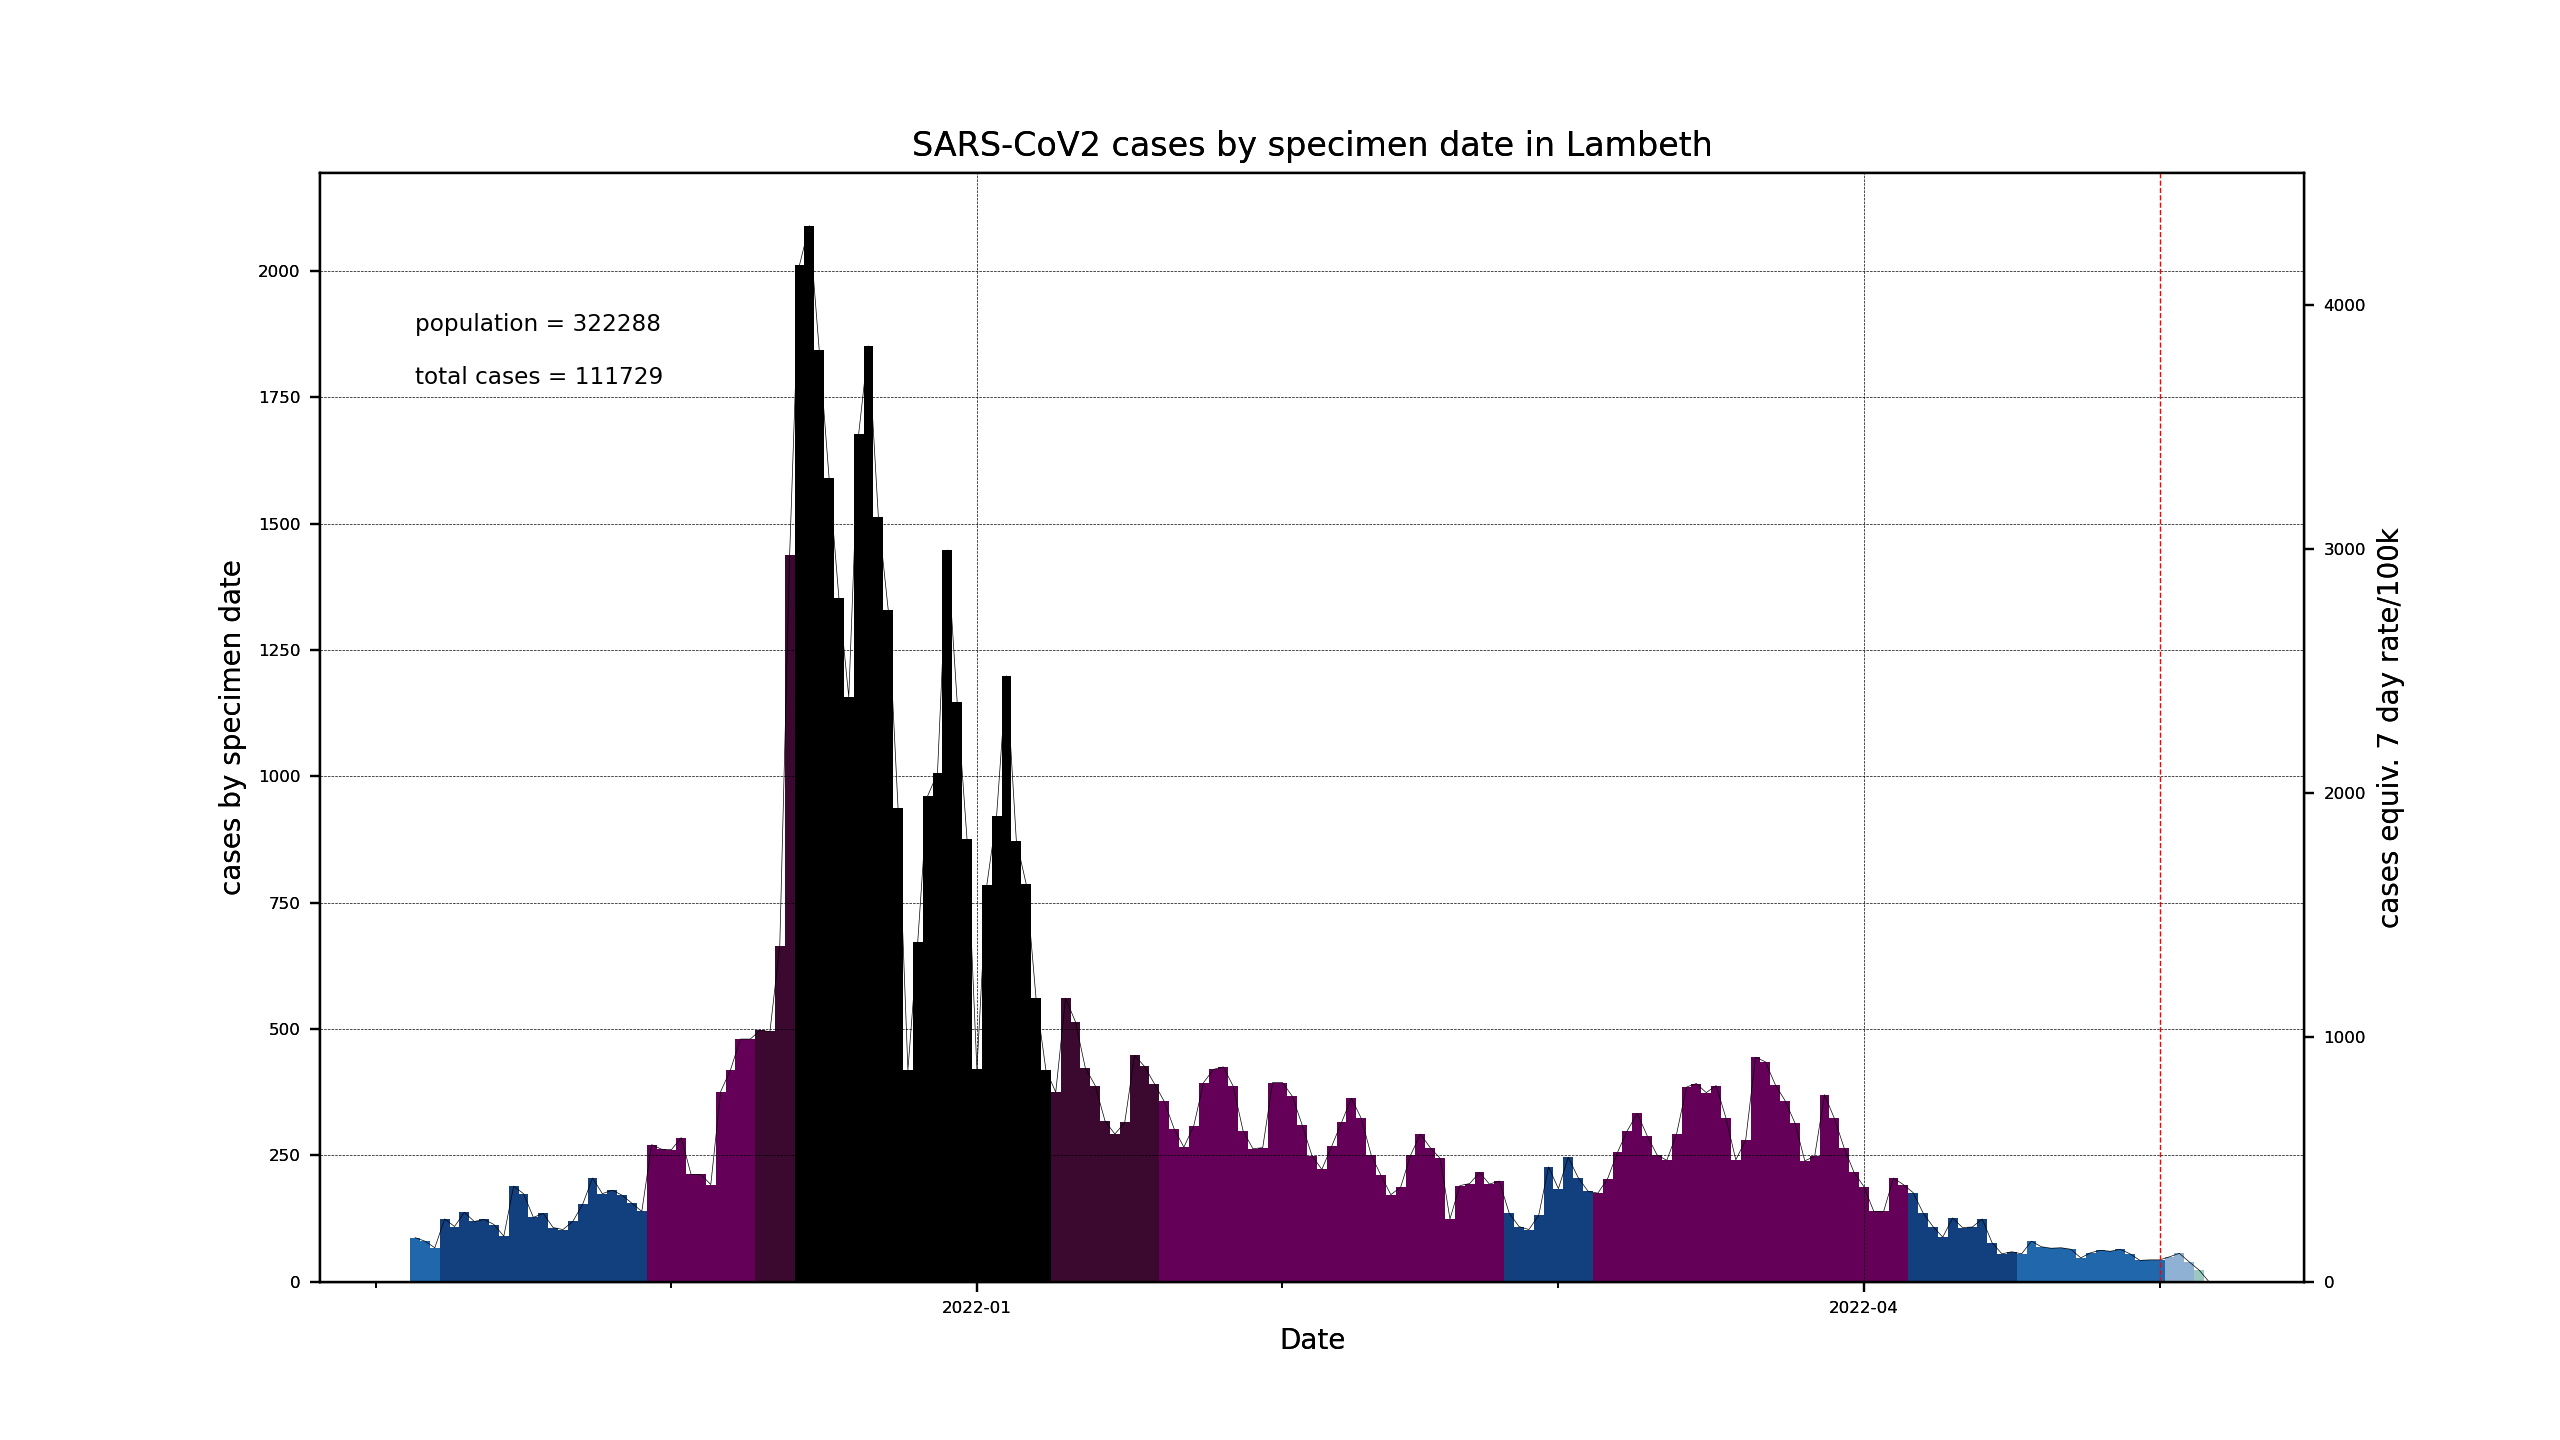 SARS-CoV2 cases by specimen date in Lambeth
population = 322288
total cases = 111729
cases by specimen date
2000
1750
1500
1250
1000
750
500
250
0
4000
3000
2000
1000
0
cases equiv. 7 day rate/100k
2022-01
2022-04
Date